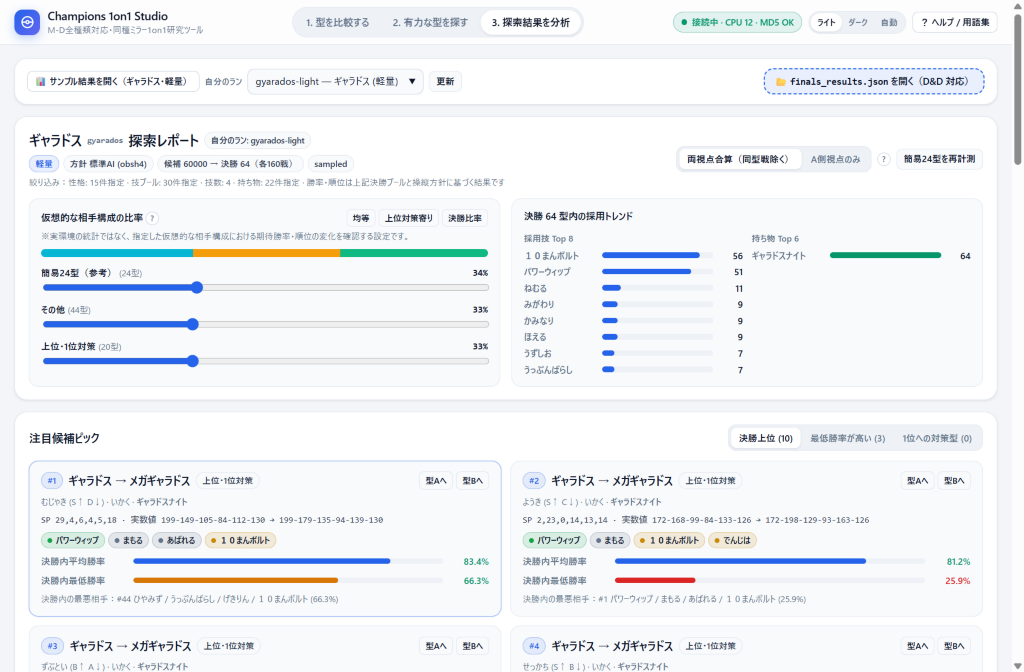 Champions 1on1 Studio
M-D全種類対応・同種ミラー1on1研究ツール
1. 型を比較する
2. 有力な型を探す
3. 探索結果を分析
接続中・CPU 12・MD5 OK
ライト
ダーク
自動
? ヘルプ / 用語集
サンプル結果を開く（ギャラドス・軽量）
自分のラン
gyarados-light — ギャラドス (軽量)
更新
finals_results.json を開く（D&D 対応）
ギャラドス gyarados 探索レポート
自分のラン: gyarados-light
軽量
方針 標準AI (obsh4)
候補 60000 → 決勝 64（各160戦）
sampled
両視点合算（同型戦除く）
A側視点のみ
?
簡易24型を再計測
絞り込み：性格: 15件指定・技プール: 30件指定・技数: 4・持ち物: 22件指定・勝率・順位は上記決勝プールと操縦方針に基づく結果です
仮想的な相手構成の比率 ?
均等
上位対策寄り
決勝比率
※実環境の統計ではなく、指定した仮想的な相手構成における期待勝率・順位の変化を確認する設定です。
簡易24型（参考） (24型)
34%
その他 (44型)
33%
上位・1位対策 (20型)
33%
決勝 64 型内の採用トレンド
採用技 Top 8
１０まんボルト 56
パワーウィップ 51
ねむる 11
みがわり 9
かみなり 9
ほえる 9
うずしお 7
うっぷんばらし 7
持ち物 Top 6
ギャラドスナイト 64
注目候補ピック
決勝上位 (10)
最低勝率が高い (3)
1位への対策型 (0)
#1 ギャラドス → メガギャラドス 上位・1位対策
型Aへ
型Bへ
むじゃき (S↑ D↓)・いかく・ギャラドスナイト
SP 29,4,6,4,5,18 ・ 実数値 199-149-105-84-112-130 → 199-179-135-94-139-130
パワーウィップ
まもる
あばれる
１０まんボルト
決勝内平均勝率 83.4%
決勝内最低勝率 66.3%
決勝内の最悪相手：#44 ひやみず / うっぷんばらし / げきりん / １０まんボルト (66.3%)
#2 ギャラドス → メガギャラドス 上位・1位対策
型Aへ
型Bへ
ようき (S↑ C↓)・いかく・ギャラドスナイト
SP 2,23,0,14,13,14 ・ 実数値 172-168-99-84-133-126 → 172-198-129-93-163-126
パワーウィップ
まもる
１０まんボルト
でんじは
決勝内平均勝率 81.2%
決勝内最低勝率 25.9%
決勝内の最悪相手：#1 パワーウィップ / まもる / あばれる / １０まんボルト (25.9%)
#3 ギャラドス → メガギャラドス 上位・1位対策
型Aへ
型Bへ
ずぶとい (B↑ A↓)・いかく・ギャラドスナイト
#4 ギャラドス → メガギャラドス 上位・1位対策
型Aへ
型Bへ
せっかち (S↑ B↓)・いかく・ギャラドスナイト